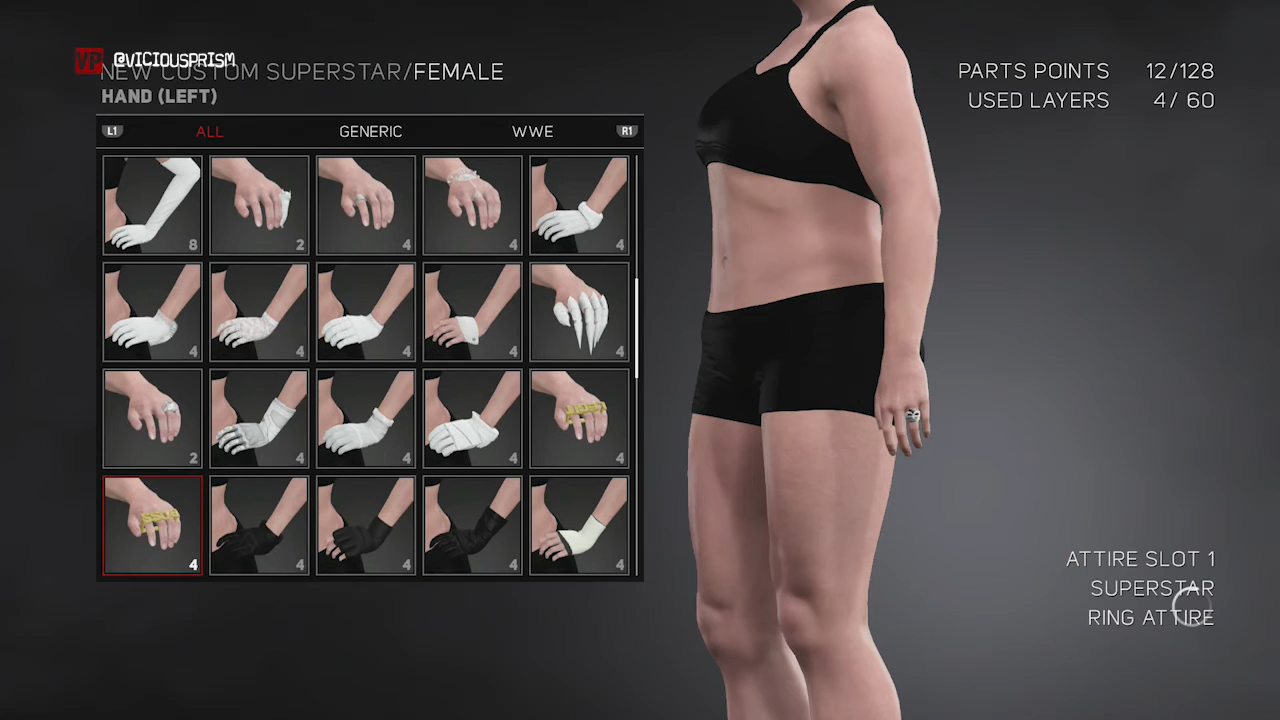 VP @VICIOUSPRISM
NEW CUSTOM SUPERSTAR/FEMALE
HAND (LEFT)
PARTS POINTS 12/128
USED LAYERS 4/ 60
L1 ALL GENERIC WWE R1
8 2 4 4 4
4 4 4 4 4
2 4 4 4 4
4 4 4 4 4
ATTIRE SLOT 1
SUPERSTAR
RING ATTIRE